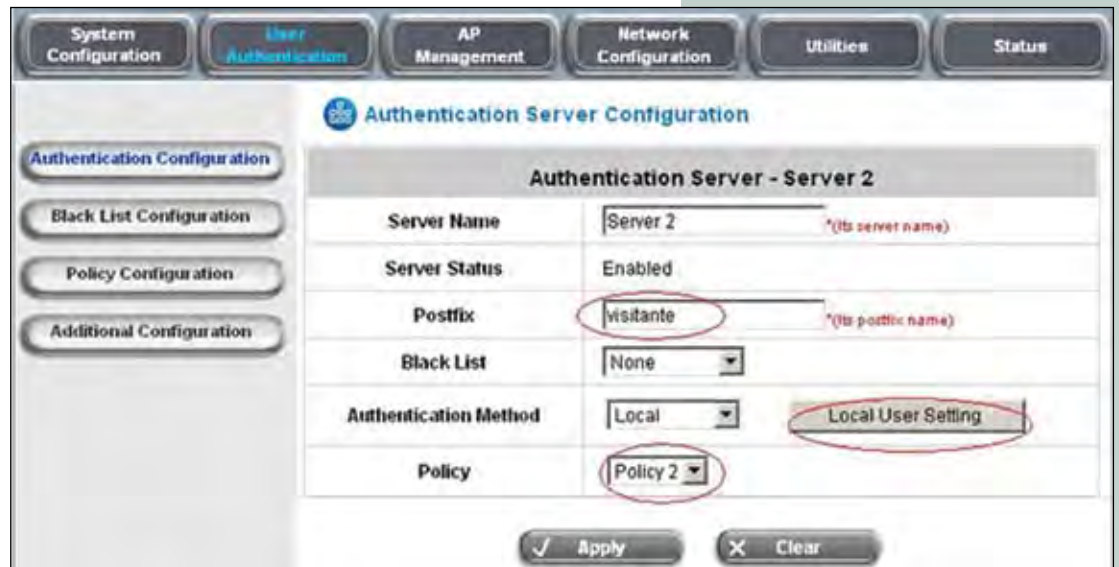 System Configuration
User Authentication
AP Management
Network Configuration
Utilities
Status
Authentication Server Configuration
Authentication Configuration
Black List Configuration
Policy Configuration
Additional Configuration
Authentication Server - Server 2
Server Name Server 2 *(Its server name)
Server Status Enabled
Postfix visitante *(Its postfix name)
Black List None
Authentication Method Local Local User Setting
Policy Policy 2
Apply Clear